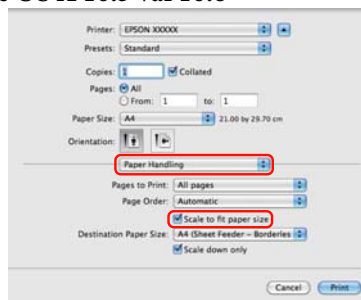 Printer: EPSON XXXXX
Presets: Standard
Copies: 1 Collated
Pages: All
From: 1 to: 1
Paper Size: A4 21.00 by 29.70 cm
Orientation:
Paper Handling
Pages to Print: All pages
Page Order: Automatic
Scale to fit paper size
Destination Paper Size: A4 (Sheet Feeder – Borderles
Scale down only
Cancel Print